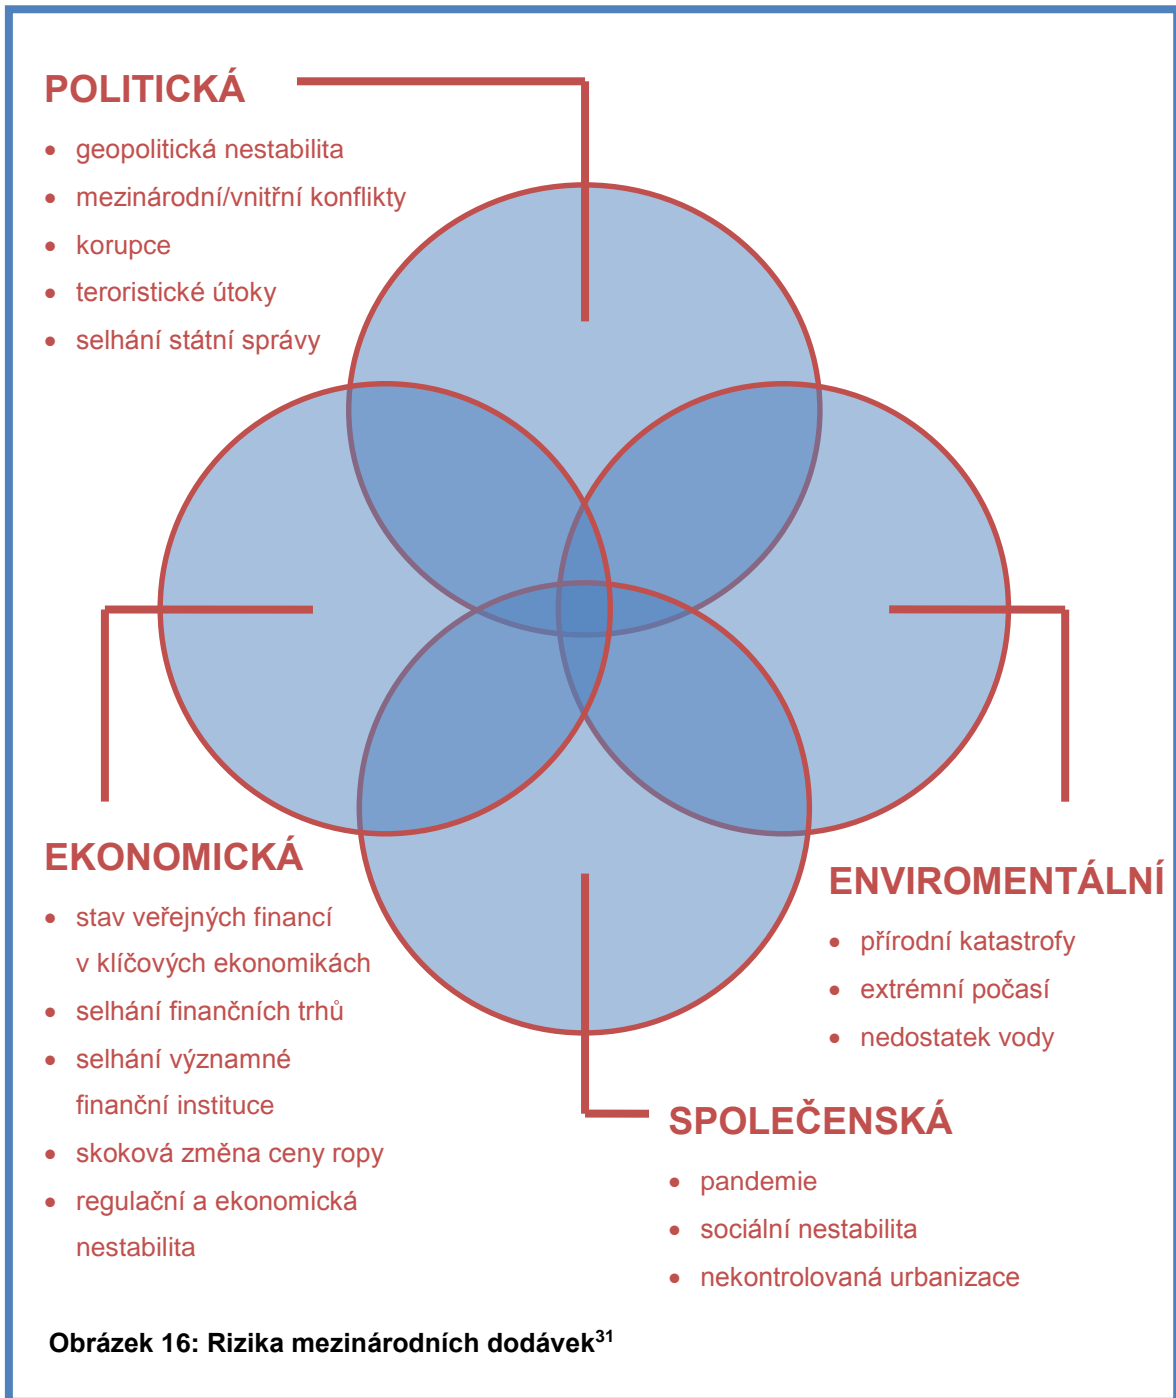 POLITICKÁ
• geopolitická nestabilita
• mezinárodní/vnitřní konflikty
• korupce
• teroristické útoky
• selhání státní správy
EKONOMICKÁ
• stav veřejných financí
v klíčových ekonomikách
• selhání finančních trhů
• selhání významné
finanční instituce
• skoková změna ceny ropy
• regulační a ekonomická
nestabilita
ENVIROMENTÁLNÍ
• přírodní katastrofy
• extrémní počasí
• nedostatek vody
SPOLEČENSKÁ
• pandemie
• sociální nestabilita
• nekontrolovaná urbanizace
Obrázek 16: Rizika mezinárodních dodávek³¹